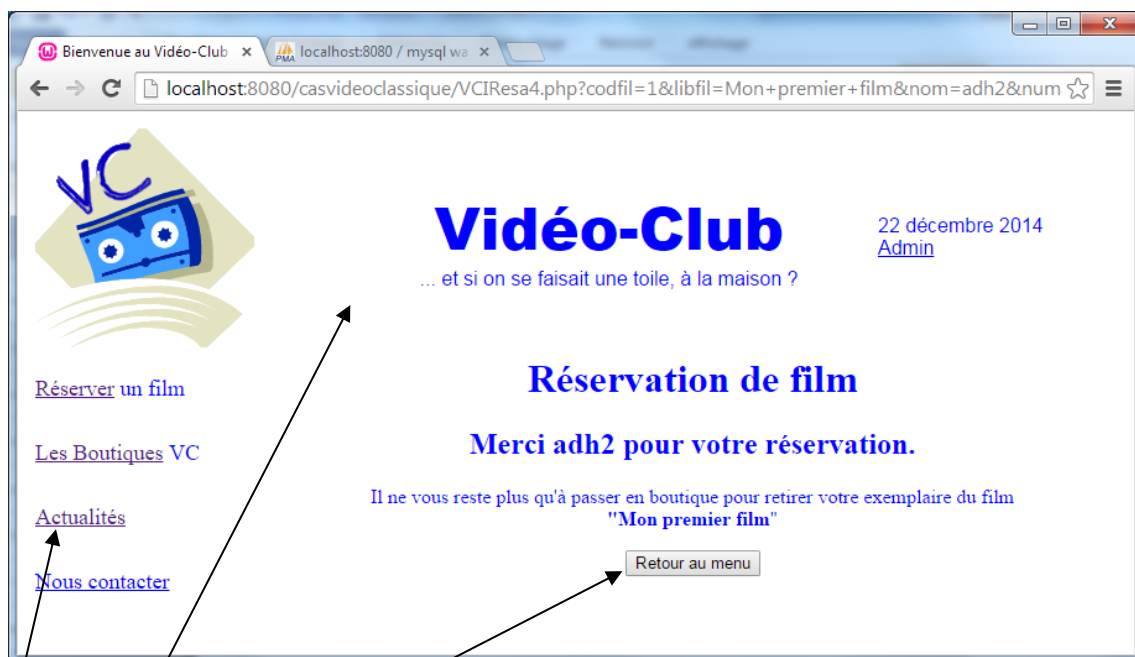 Bienvenue au Vidéo-Club
localhost:8080 / mysql wa
PMA
localhost:8080/casvideoclassique/VCIResa4.php?codfil=1&libfil=Mon+premier+film&nom=adh2&num
VC
Vidéo-Club
... et si on se faisait une toile, à la maison ?
22 décembre 2014
Admin
Réserver un film
Les Boutiques VC
Actualités
Nous contacter
Réservation de film
Merci adh2 pour votre réservation.
Il ne vous reste plus qu'à passer en boutique pour retirer votre exemplaire du film
"Mon premier film"
Retour au menu